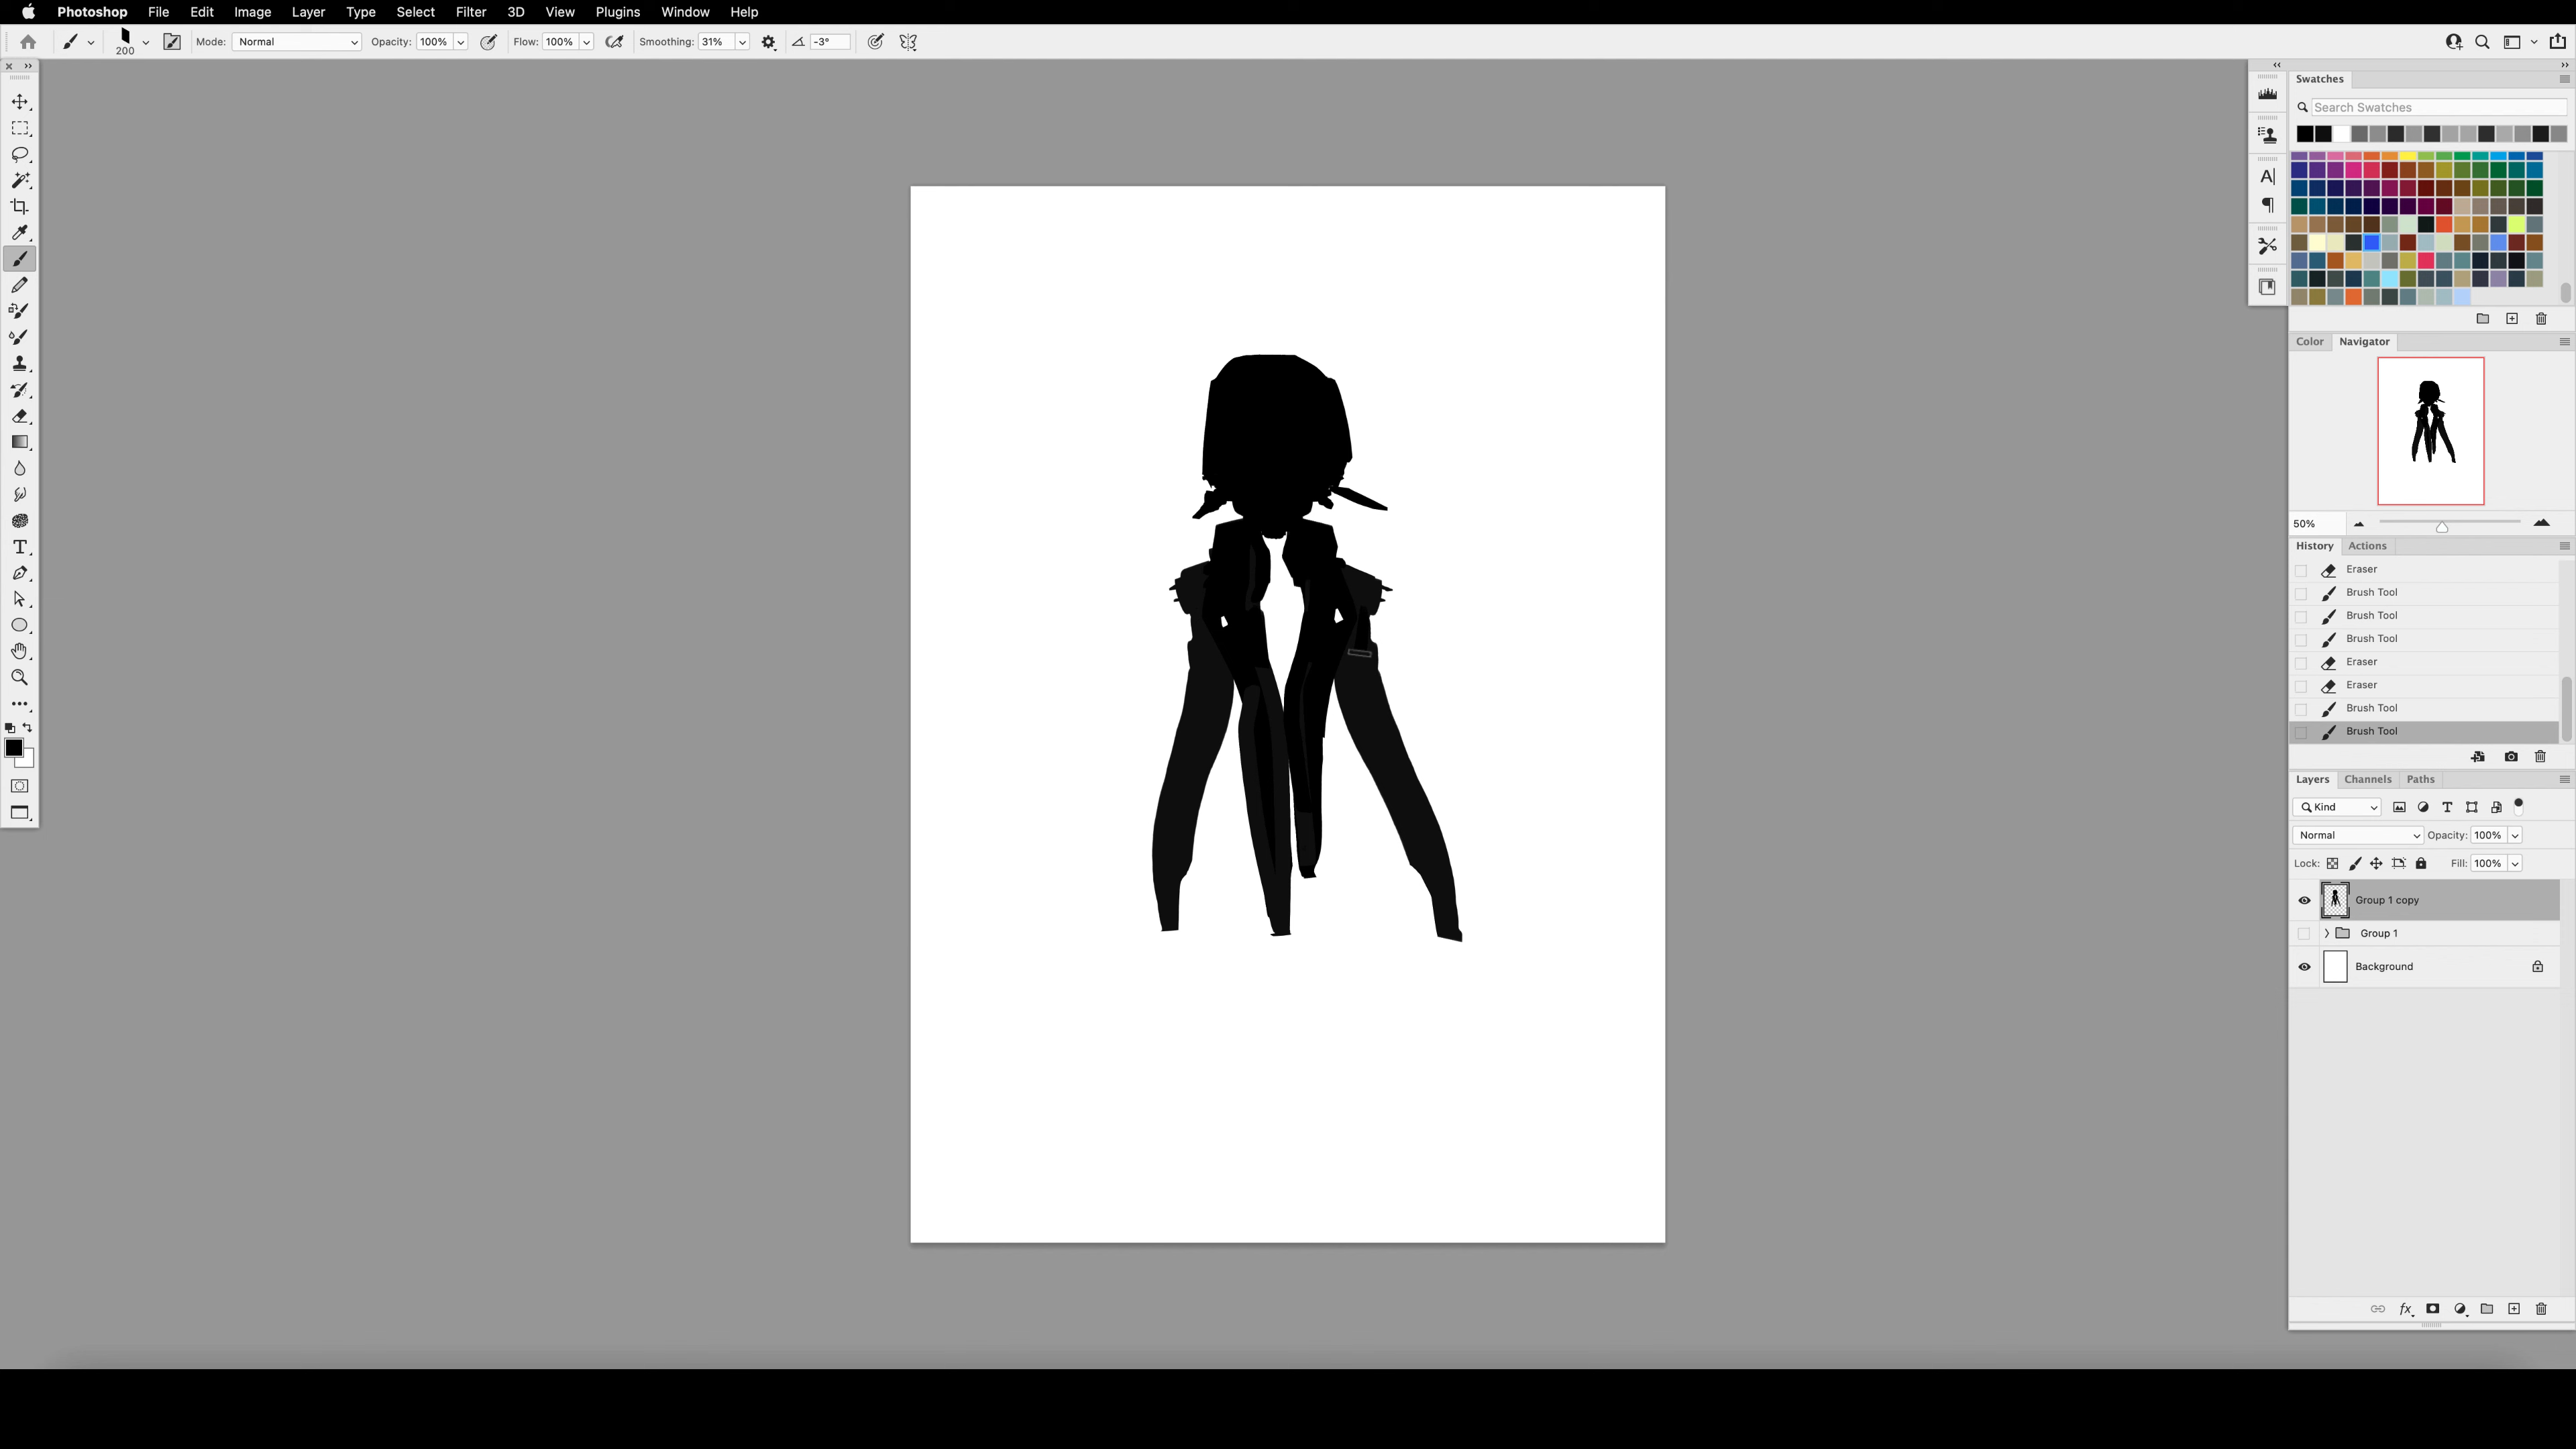 Photoshop File Edit Image Layer Type Select Filter 3D View Plugins Window Help
200 Mode: Normal Opacity: 100% Flow: 100% Smoothing: 31% -3°
Swatches
Search Swatches
Color Navigator
50%
History Actions
Eraser
Brush Tool
Brush Tool
Brush Tool
Eraser
Eraser
Brush Tool
Brush Tool
Layers Channels Paths
Kind
Normal Opacity: 100%
Lock: Fill: 100%
Group 1 copy
Group 1
Background
fx